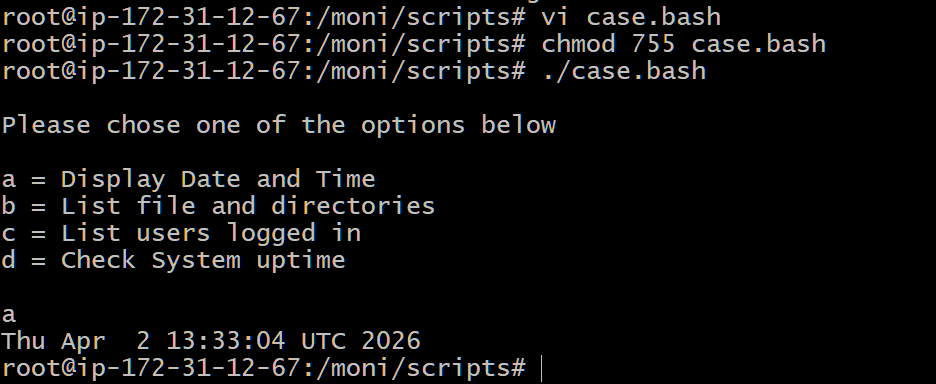 root@ip-172-31-12-67:/moni/scripts# vi case.bash
root@ip-172-31-12-67:/moni/scripts# chmod 755 case.bash
root@ip-172-31-12-67:/moni/scripts# ./case.bash
Please chose one of the options below
a = Display Date and Time
b = List file and directories
c = List users logged in
d = Check System uptime
a
Thu Apr  2 13:33:04 UTC 2026
root@ip-172-31-12-67:/moni/scripts#